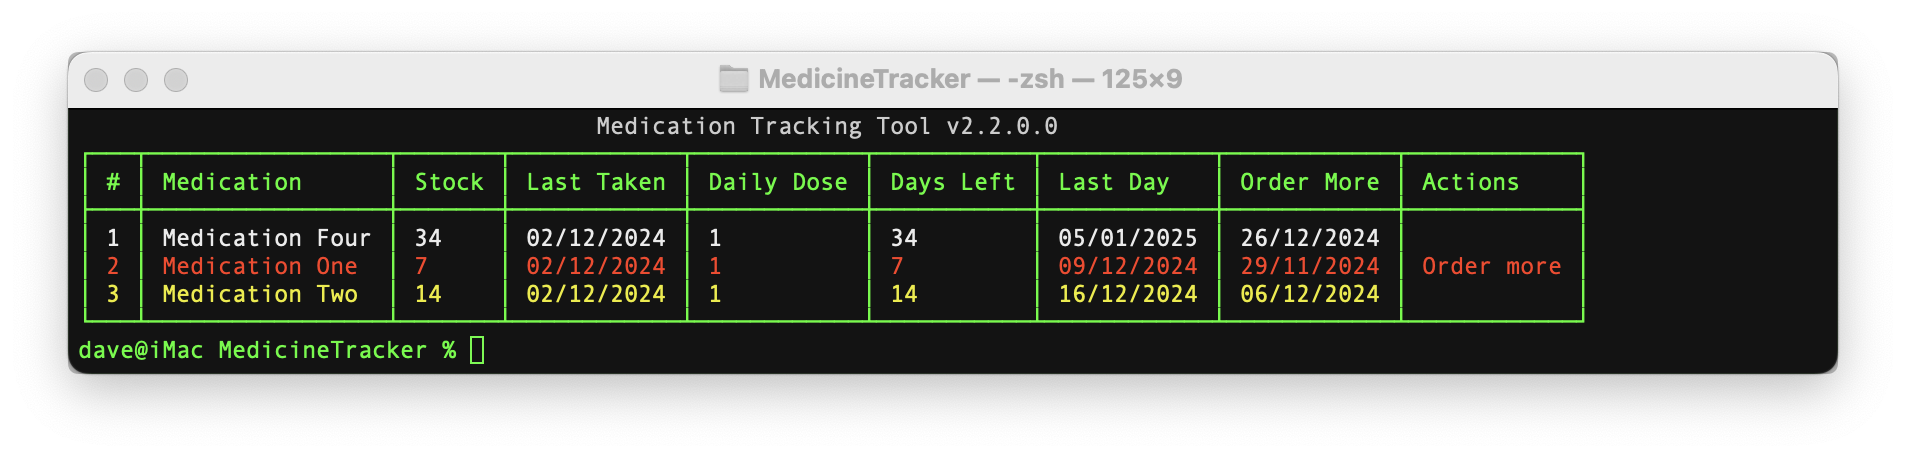 MedicineTracker — -zsh — 125×9
Medication Tracking Tool v2.2.0.0
# Medication Stock Last Taken Daily Dose Days Left Last Day Order More Actions
1 Medication Four 34 02/12/2024 1 34 05/01/2025 26/12/2024
2 Medication One 7 02/12/2024 1 7 09/12/2024 29/11/2024 Order more
3 Medication Two 14 02/12/2024 1 14 16/12/2024 06/12/2024
dave@iMac MedicineTracker %